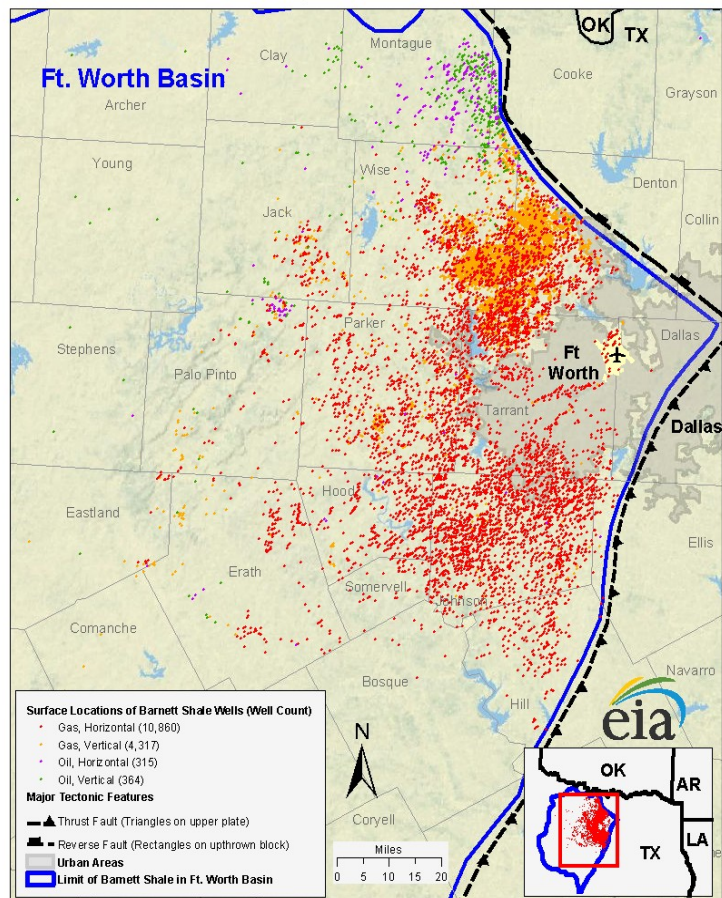 OK
TX
Montague
Clay
Cooke
Ft. Worth Basin
Archer
Grayson
Young
Wise
Denton
Collin
Jack
Parker
Dallas
Stephens
Palo Pinto
Ft
Worth
Tarrant
Dallas
Hood
Eastland
Ellis
Erath
Somervell
Johnson
Comanche
Bosque
Navarro
Hill
Surface Locations of Barnett Shale Wells (Well Count)
Gas, Horizontal (10,860)
Gas, Vertical (4,317)
Oil, Horizontal (315)
Oil, Vertical (364)
Major Tectonic Features
Thrust Fault (Triangles on upper plate)
Reverse Fault (Rectangles on upthrown block)
Urban Areas
Limit of Barnett Shale in Ft. Worth Basin
N
Coryell
Miles
0 5 10 20
eia
OK
AR
TX
LA